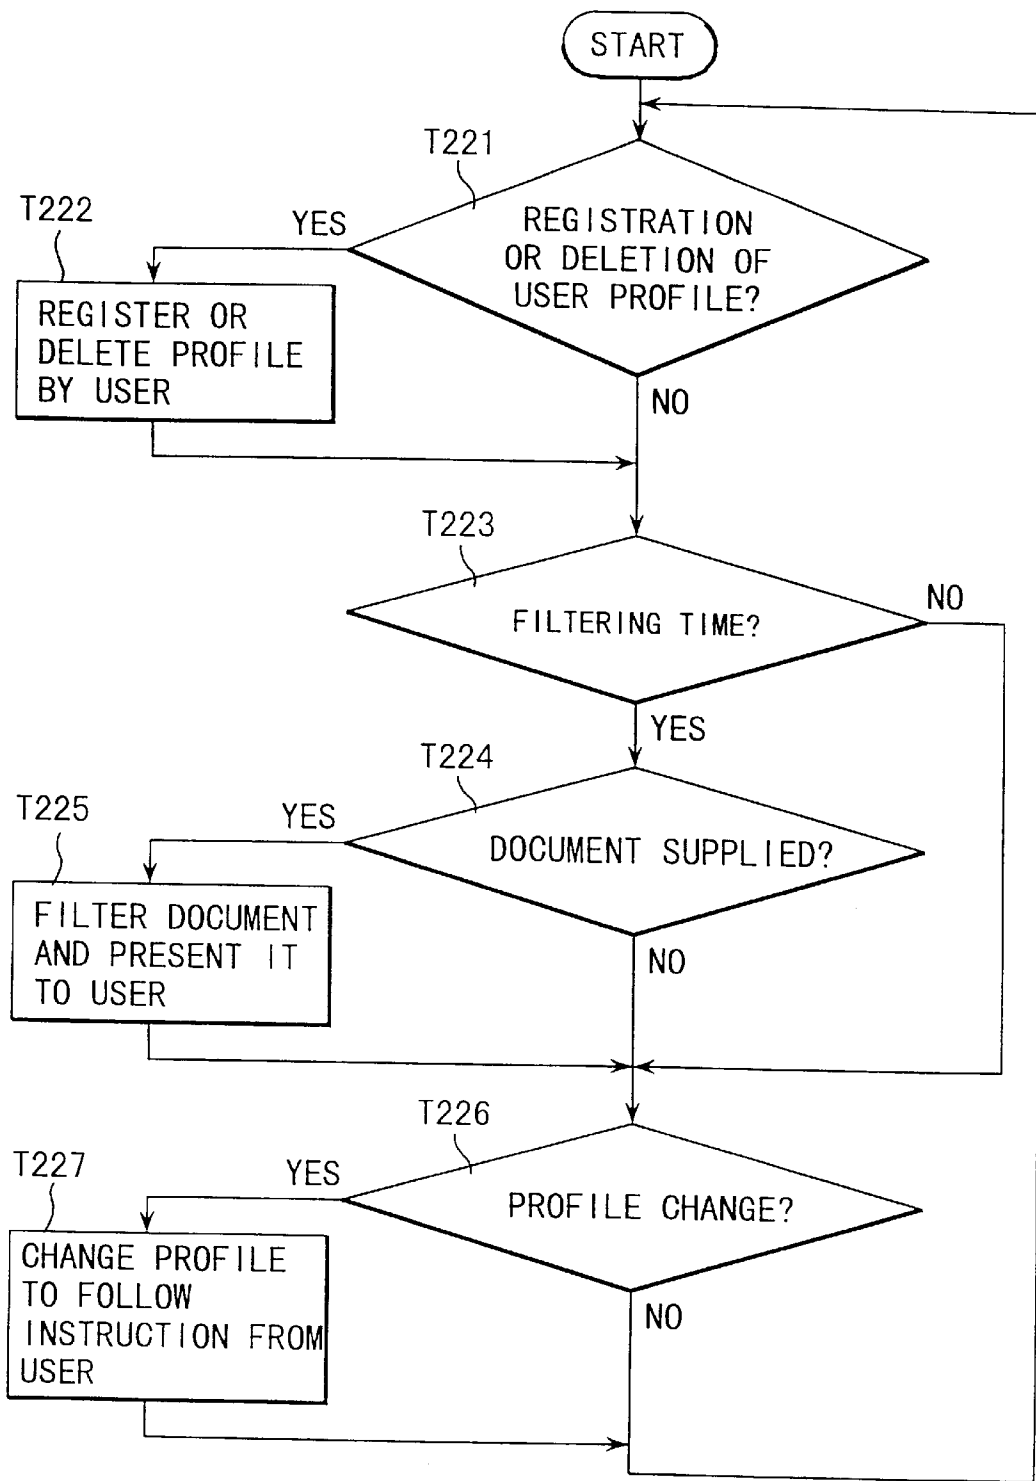 START
T221
REGISTRATION
OR DELETION OF
USER PROFILE?
YES
T222
REGISTER OR
DELETE PROFILE
BY USER
NO
T223
FILTERING TIME?
NO
YES
T224
DOCUMENT SUPPLIED?
YES
T225
FILTER DOCUMENT
AND PRESENT IT
TO USER
NO
T226
PROFILE CHANGE?
YES
T227
CHANGE PROFILE
TO FOLLOW
INSTRUCTION FROM
USER
NO